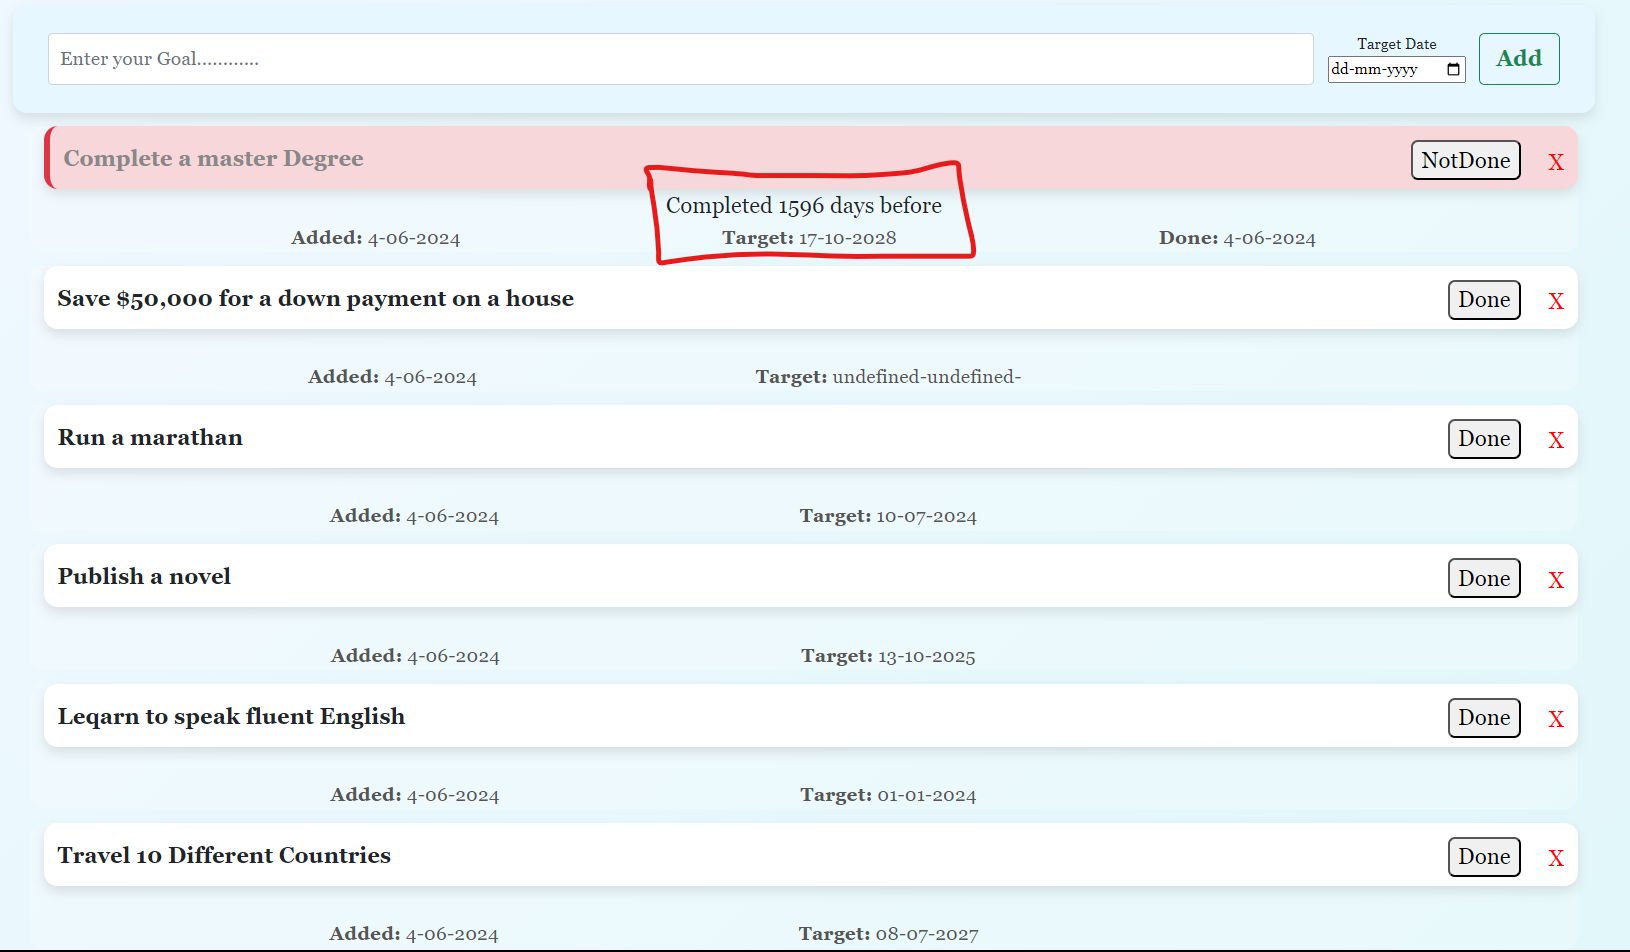 Enter your Goal............
Target Date
dd-mm-yyyy
Add
Complete a master Degree
NotDone
X
Completed 1596 days before
Added: 4-06-2024
Target: 17-10-2028
Done: 4-06-2024
Save $50,000 for a down payment on a house
Done
X
Added: 4-06-2024
Target: undefined-undefined-
Run a marathan
Done
X
Added: 4-06-2024
Target: 10-07-2024
Publish a novel
Done
X
Added: 4-06-2024
Target: 13-10-2025
Leqarn to speak fluent English
Done
X
Added: 4-06-2024
Target: 01-01-2024
Travel 10 Different Countries
Done
X
Added: 4-06-2024
Target: 08-07-2027